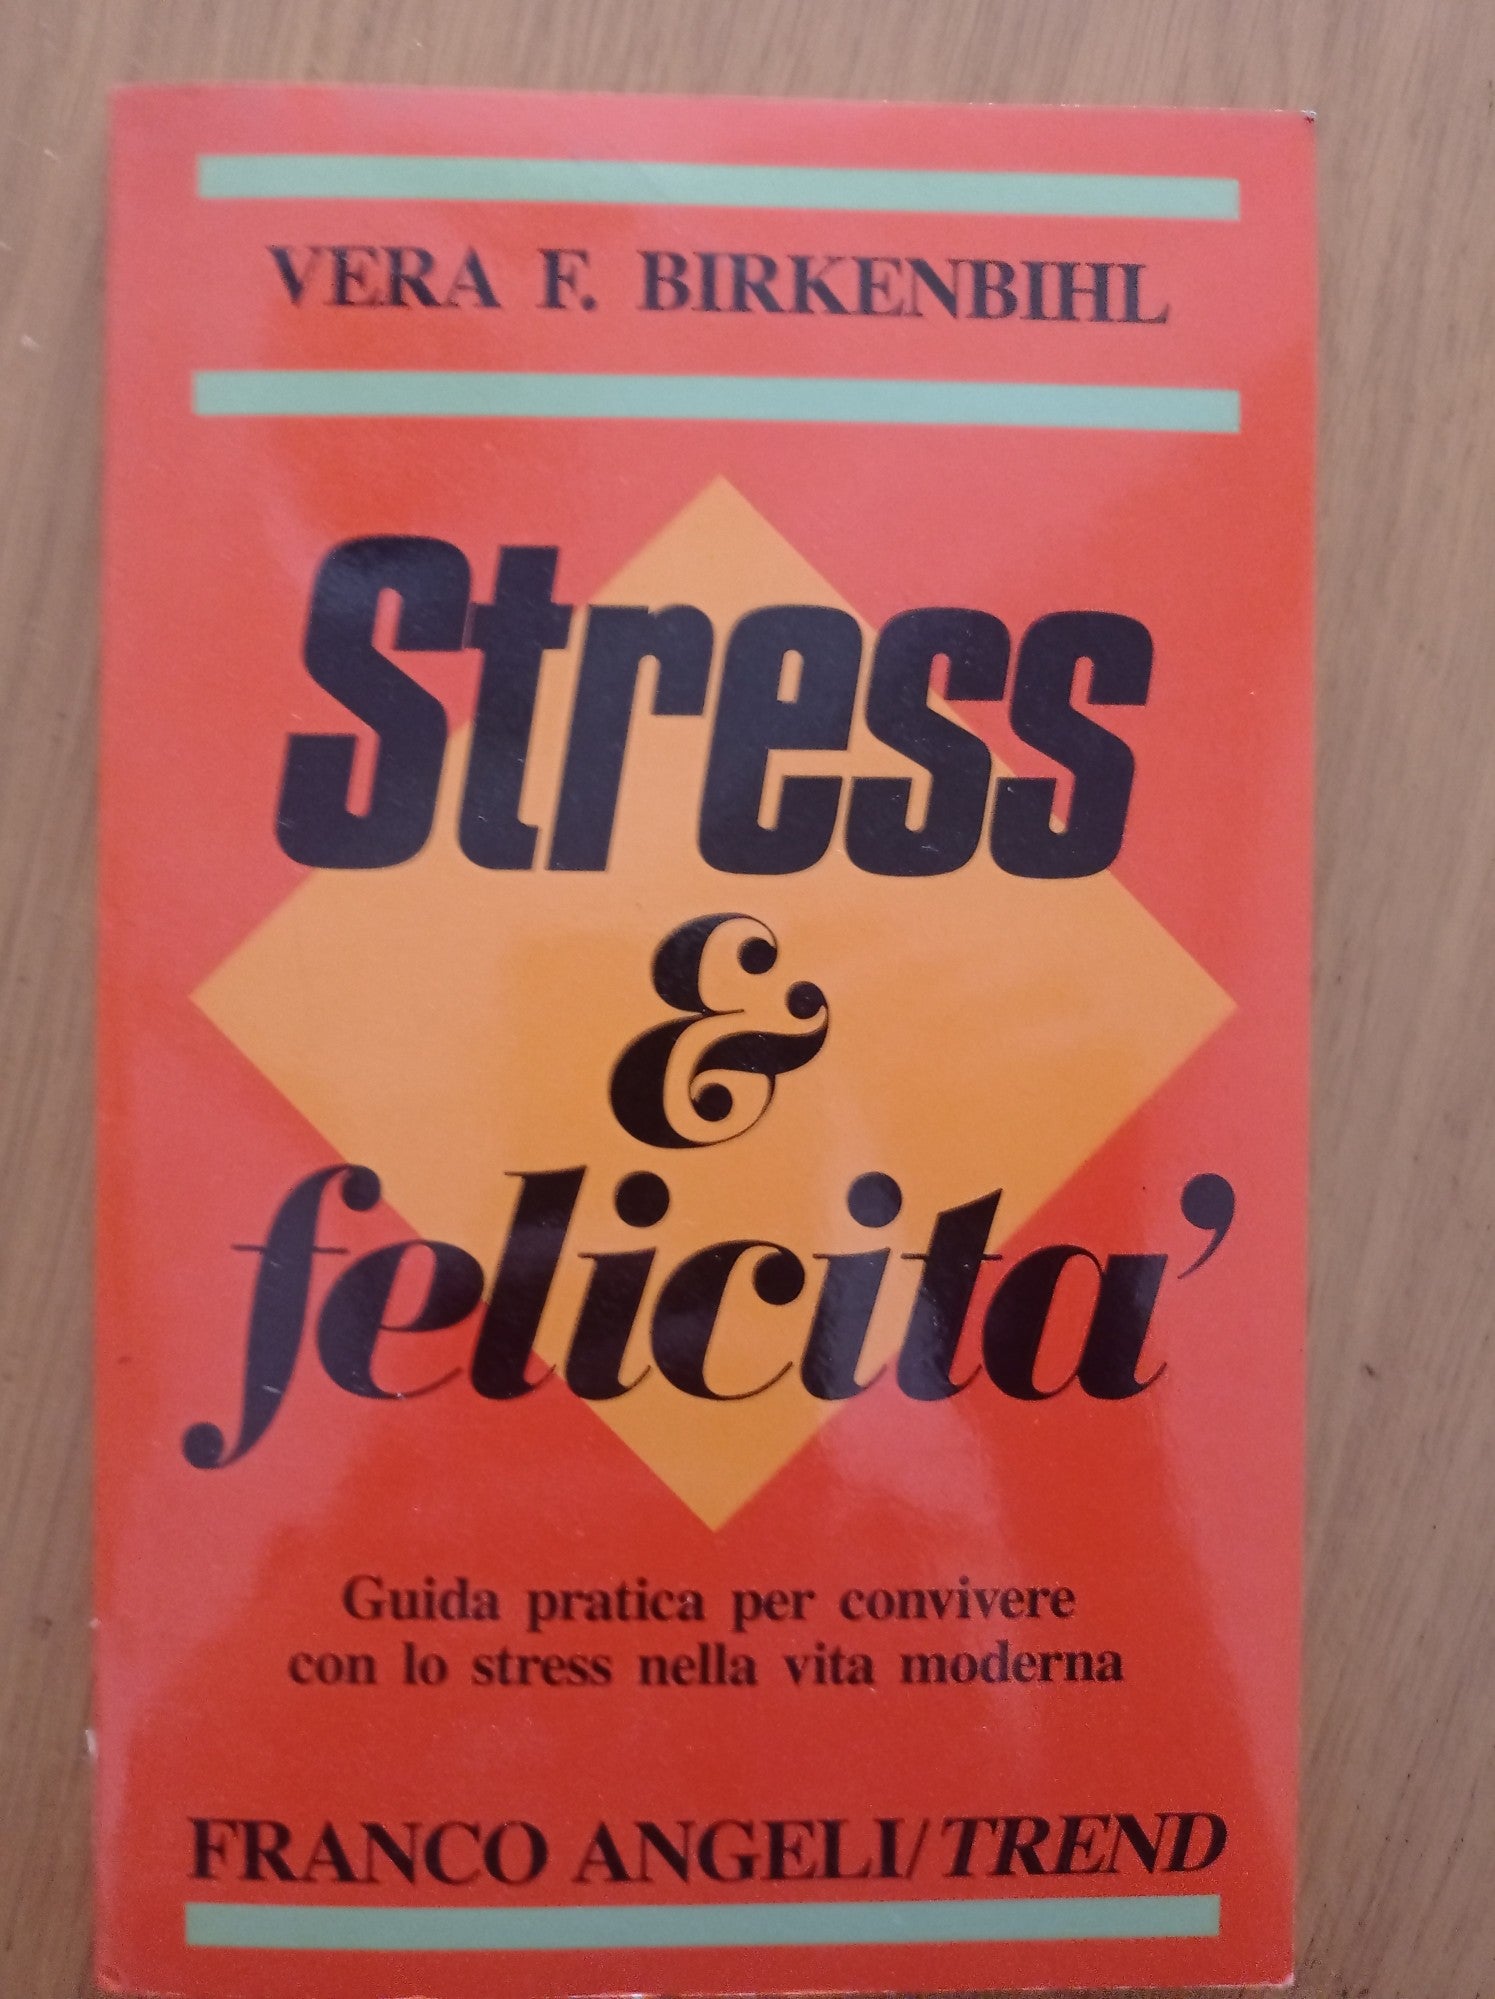 VERA F. BIRKENBIHL
Stress
&
felicita'
Guida pratica per convivere
con lo stress nella vita moderna
FRANCO ANGELI/TREND